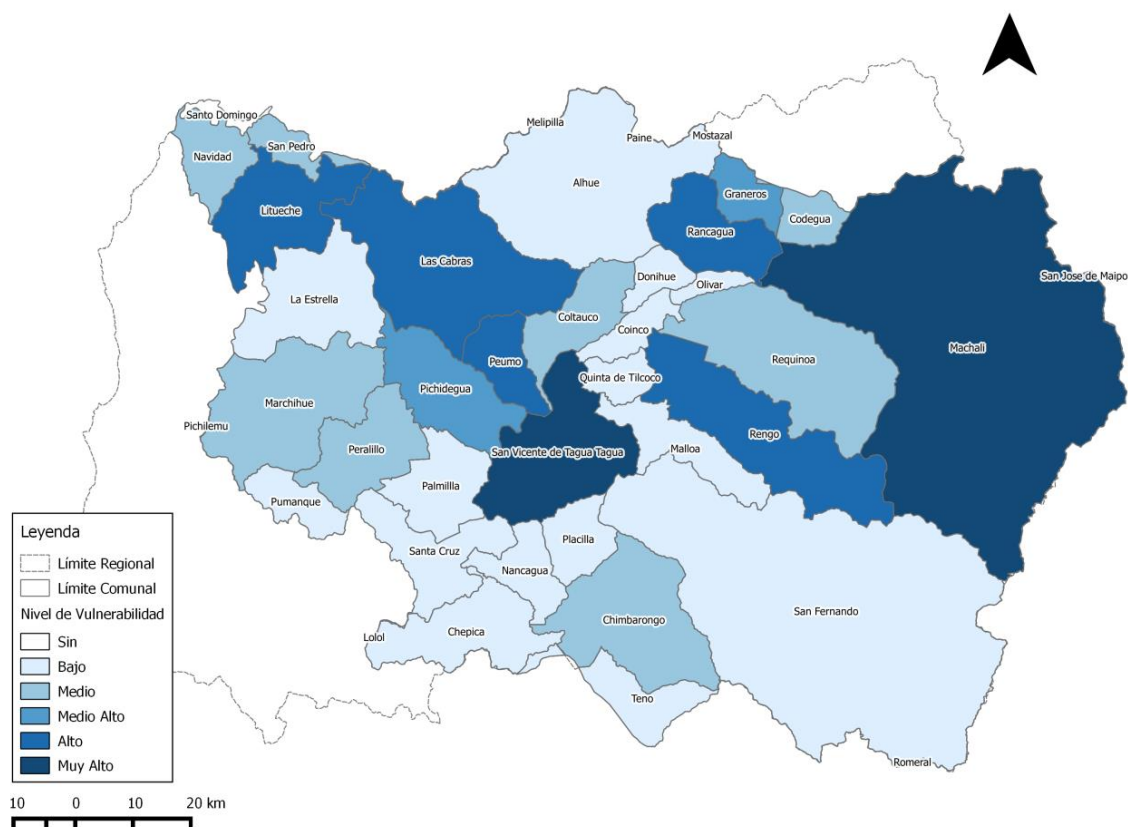 Santo Domingo
Melipilla
Paine
Mostazal
San Pedro
Navidad
Alhue
Graneros
Codegua
Litueche
Rancagua
Las Cabras
Donihue
San Jose de Maipo
Olivar
La Estrella
Coltauco
Coinco
Machali
Peumo
Requinoa
Quinta de Tilcoco
Pichidegua
Marchihue
Pichilemu
Rengo
Peralillo
San Vicente de Tagua Tagua
Malloa
Palmillla
Pumanque
Placilla
Santa Cruz
Nancagua
San Fernando
Chimbarongo
Lolol
Chepica
Teno
Romeral
Leyenda
Límite Regional
Límite Comunal
Nivel de Vulnerabilidad
Sin
Bajo
Medio
Medio Alto
Alto
Muy Alto
10 0 10 20 km